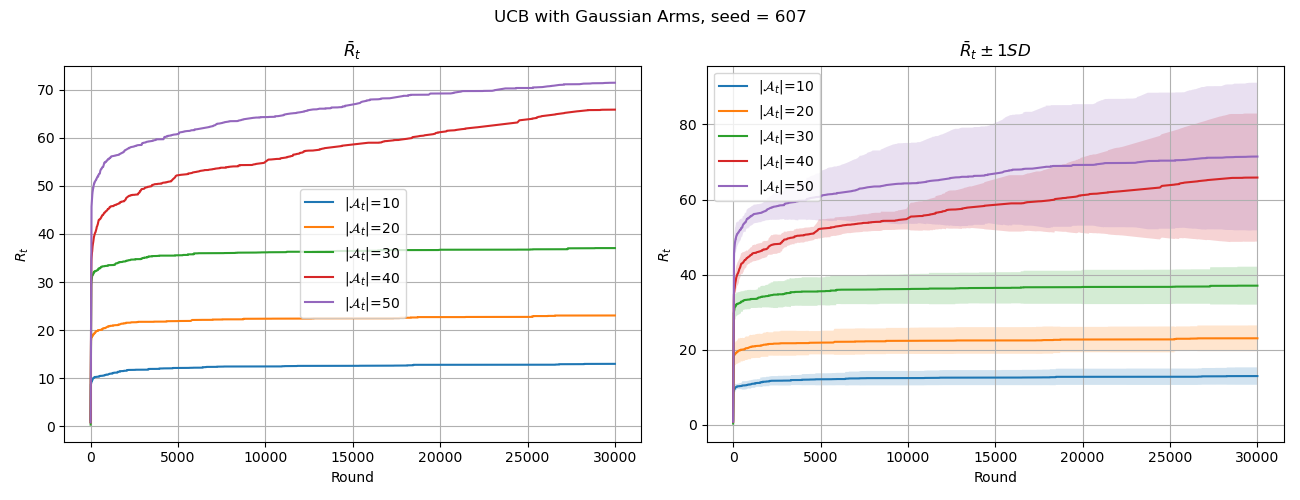 UCB with Gaussian Arms, seed = 607
R̄ₜ
Rₜ
70
60
50
40
30
20
10
0
|𝒜ₜ|=10
|𝒜ₜ|=20
|𝒜ₜ|=30
|𝒜ₜ|=40
|𝒜ₜ|=50
0 5000 10000 15000 20000 25000 30000
Round
R̄ₜ ± 1SD
Rₜ
80
60
40
20
0
|𝒜ₜ|=10
|𝒜ₜ|=20
|𝒜ₜ|=30
|𝒜ₜ|=40
|𝒜ₜ|=50
0 5000 10000 15000 20000 25000 30000
Round